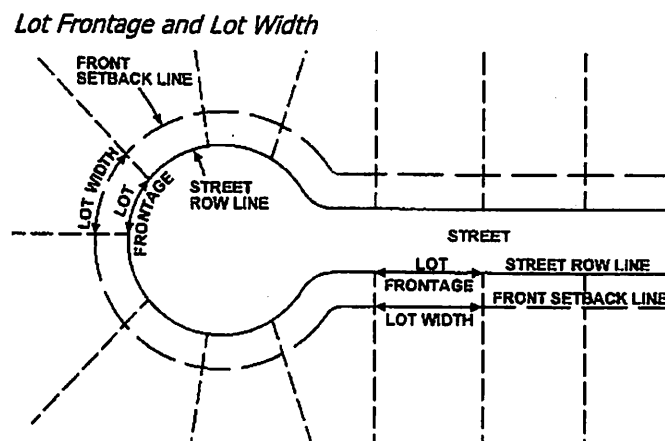 Lot Frontage and Lot Width
FRONT
SETBACK LINE
LOT WIDTH
LOT
FRONTAGE
STREET
ROW LINE
STREET
LOT
FRONTAGE
STREET ROW LINE
FRONT SETBACK LINE
LOT WIDTH